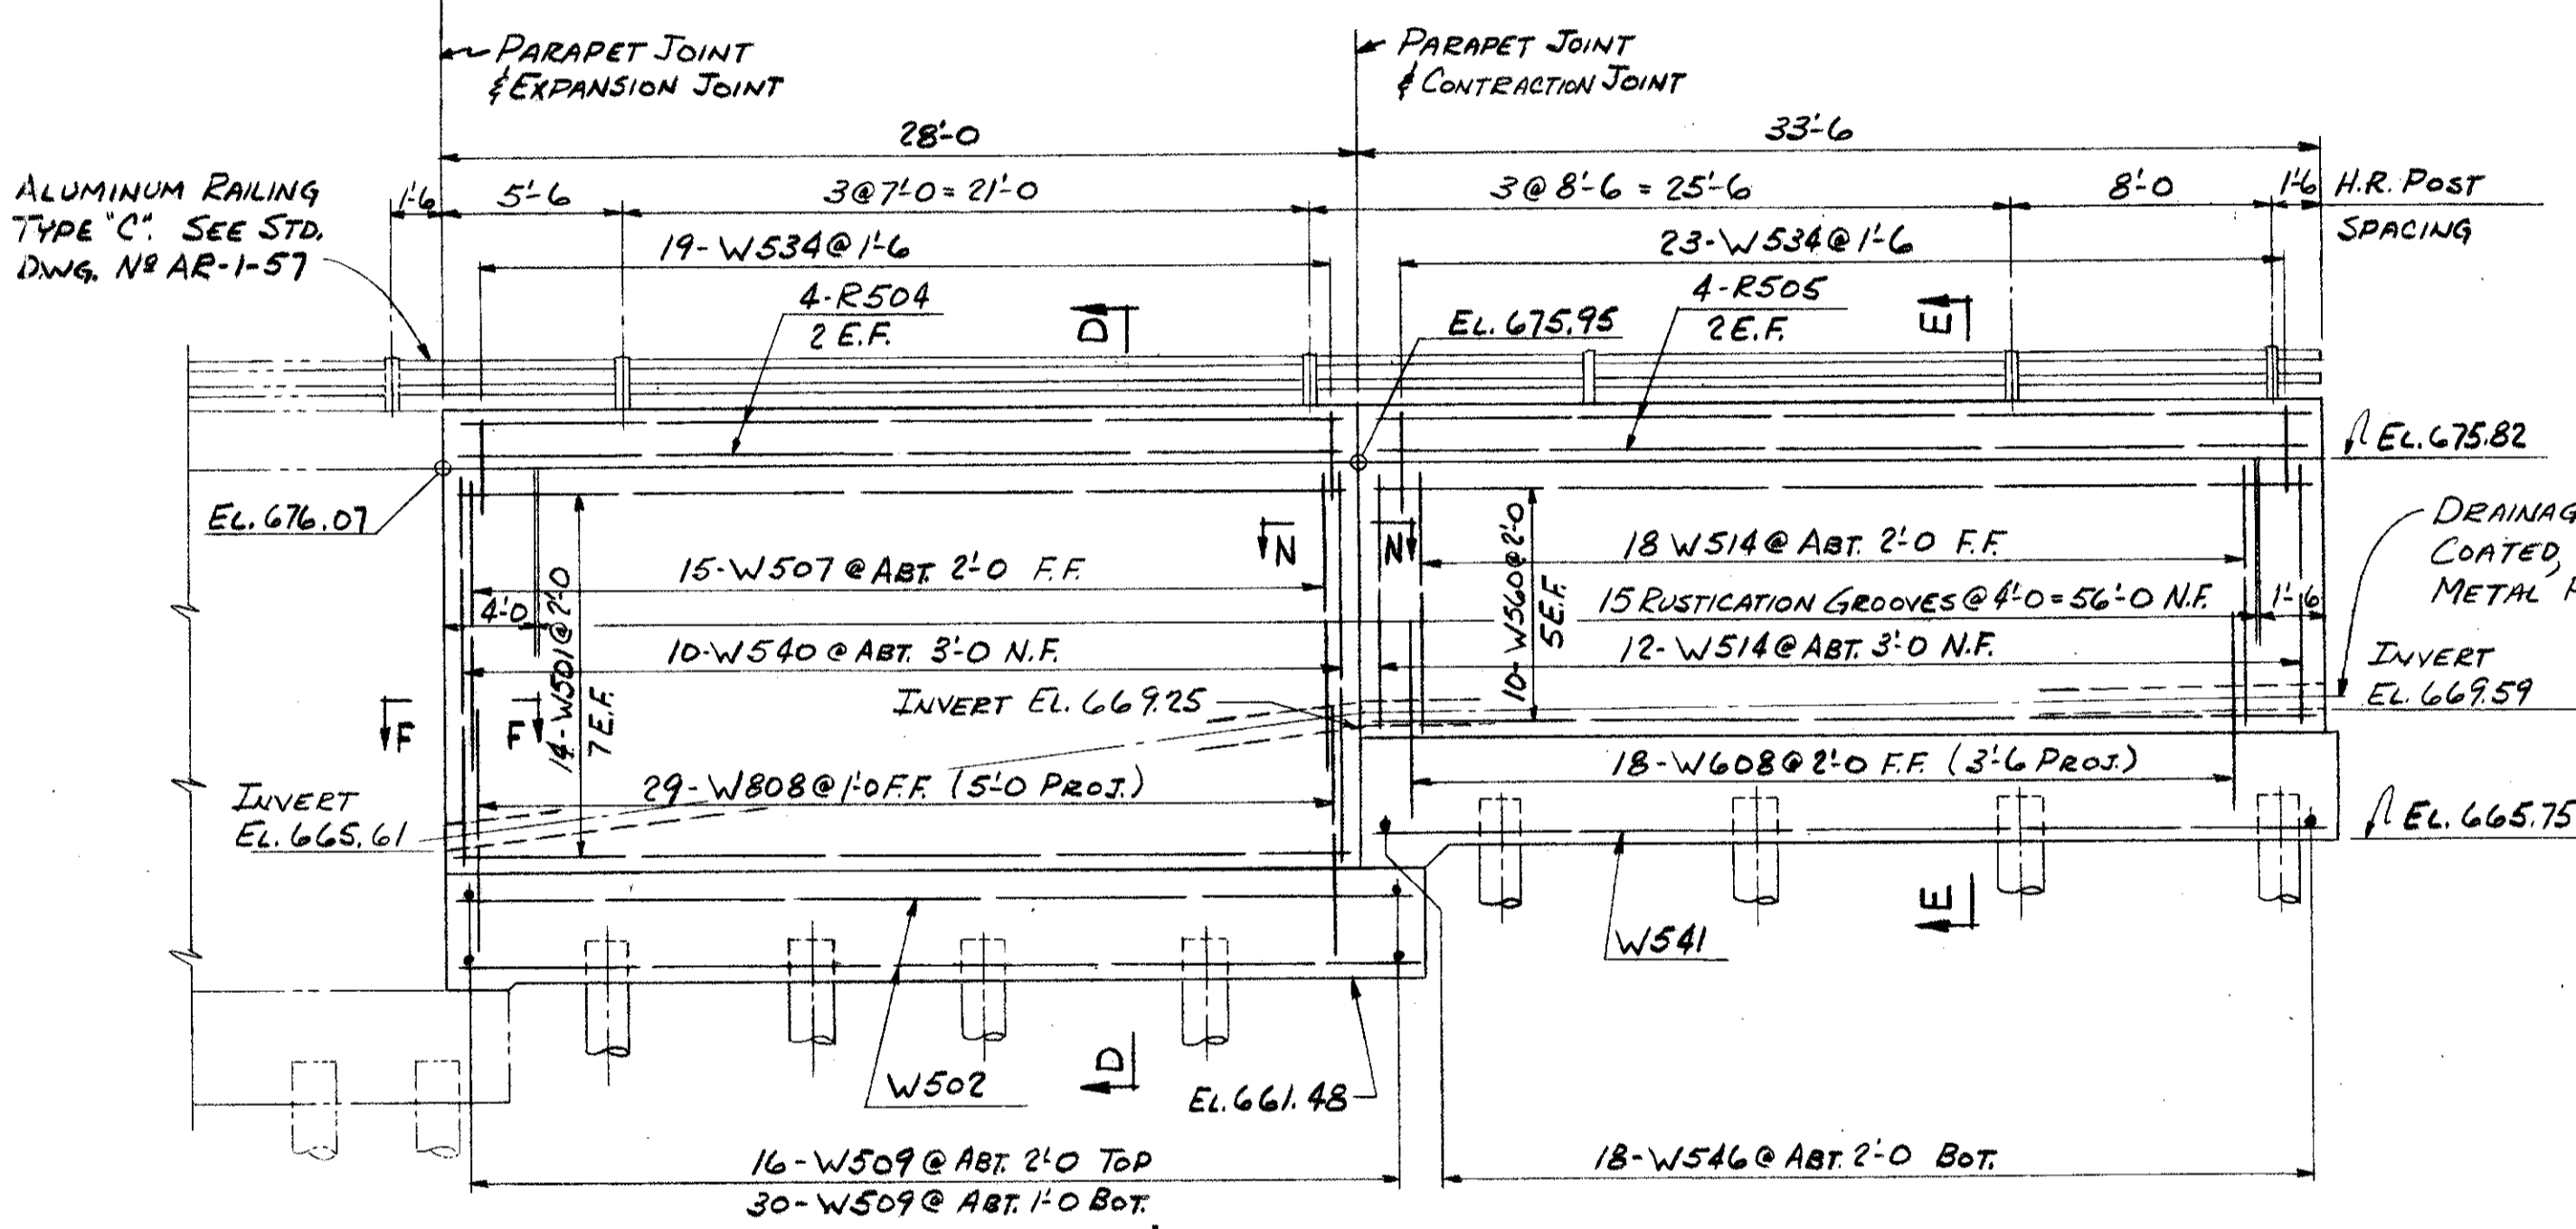 PARAPET JOINT
& EXPANSION JOINT
PARAPET JOINT
& CONTRACTION JOINT
28'-0
33'-6
ALUMINUM RAILING
TYPE "C". SEE STD.
DWG. Nº AR-1-57
1'-6
5'-6
3@7'-0 = 21'-0
3@8'-6 = 25'-6
8'-0
1'-6
H.R. POST
SPACING
19-W534@1'-6
23-W534@1'-6
4-R504
2 E.F.
D
EL. 675.95
4-R505
2 E.F.
E
EL. 675.82
EL. 676.07
N
N
DRAINAG
COATED,
METAL
15-W507 @ ABT. 2'-0 F.F.
18 W514 @ ABT. 2'-0 F.F.
4'-0
14-W501@2'-0
7 E.F.
10-W560@2'-0
5 E.F.
15 RUSTICATION GROOVES @ 4'-0 = 56'-0 N.F.
1'-6
10-W540 @ ABT. 3'-0 N.F.
12-W514 @ ABT. 3'-0 N.F.
INVERT
EL. 669.59
INVERT EL. 669.25
F
F
29-W808@1'-0 F.F. (5'-0 PROJ.)
18-W608@2'-0 F.F. (3'-6 PROJ.)
INVERT
EL. 665.61
EL. 665.75
E
W541
W502
D
EL. 661.48
16-W509 @ ABT. 2'-0 TOP
30-W509 @ ABT. 1'-0 BOT.
18-W546 @ ABT. 2'-0 BOT.